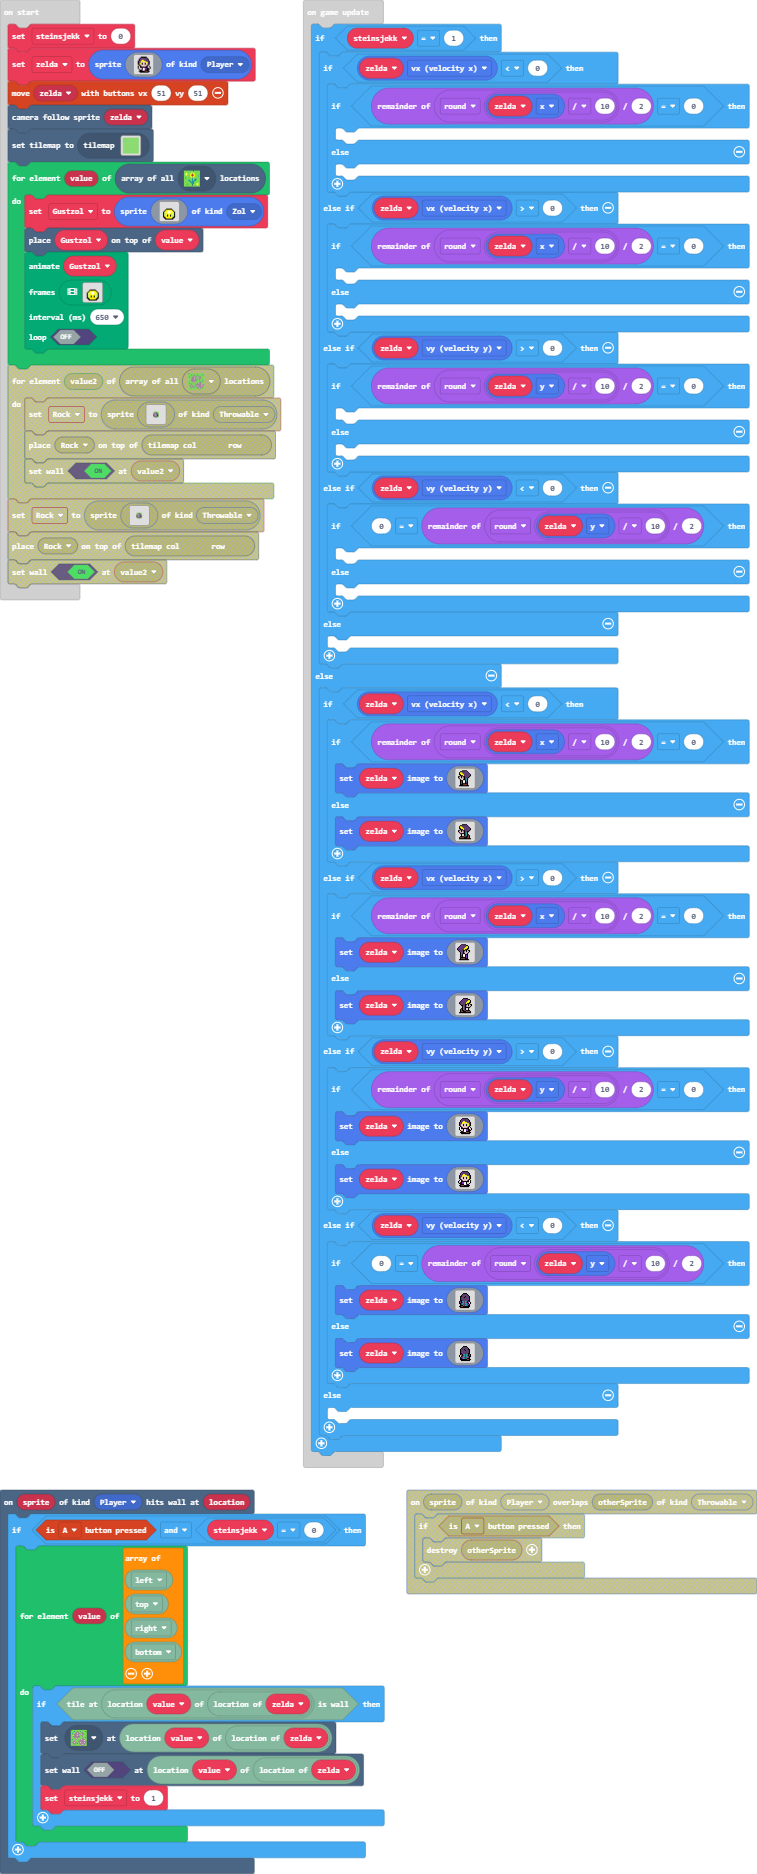 on start
set steinsjekk to 0
set zelda to sprite of kind Player
move zelda with buttons vx 51 vy 51
camera follow sprite zelda
set tilemap to tilemap
for element value of array of all locations
do
set Gustzol to sprite of kind Zol
place Gustzol on top of value
animate Gustzol
frames
interval (ms) 650
loop OFF
for element value2 of array of all locations
do
set Rock to sprite of kind Throwable
place Rock on top of tilemap col row
set wall ON at value2
set Rock to sprite of kind Throwable
place Rock on top of tilemap col row
set wall ON at value2
on game update
if steinsjekk = 1 then
if zelda vx (velocity x) < 0 then
if remainder of round zelda x / 10 / 2 = 0 then
else
else if zelda vx (velocity x) > 0 then
if remainder of round zelda x / 10 / 2 = 0 then
else
else if zelda vy (velocity y) > 0 then
if remainder of round zelda y / 10 / 2 = 0 then
else
else if zelda vy (velocity y) < 0 then
if 0 = remainder of round zelda y / 10 / 2 then
else
else
else
if zelda vx (velocity x) < 0 then
if remainder of round zelda x / 10 / 2 = 0 then
set zelda image to
else
set zelda image to
else if zelda vx (velocity x) > 0 then
if remainder of round zelda x / 10 / 2 = 0 then
set zelda image to
else
set zelda image to
else if zelda vy (velocity y) > 0 then
if remainder of round zelda y / 10 / 2 = 0 then
set zelda image to
else
set zelda image to
else if zelda vy (velocity y) < 0 then
if 0 = remainder of round zelda y / 10 / 2 then
set zelda image to
else
set zelda image to
else
on sprite of kind Player hits wall at location
if is A button pressed and steinsjekk = 0 then
for element value of array of
left
top
right
bottom
do
if tile at location value of location of zelda is wall then
set at location value of location of zelda
set wall OFF at location value of location of zelda
set steinsjekk to 1
on sprite of kind Player overlaps otherSprite of kind Throwable
if is A button pressed then
destroy otherSprite